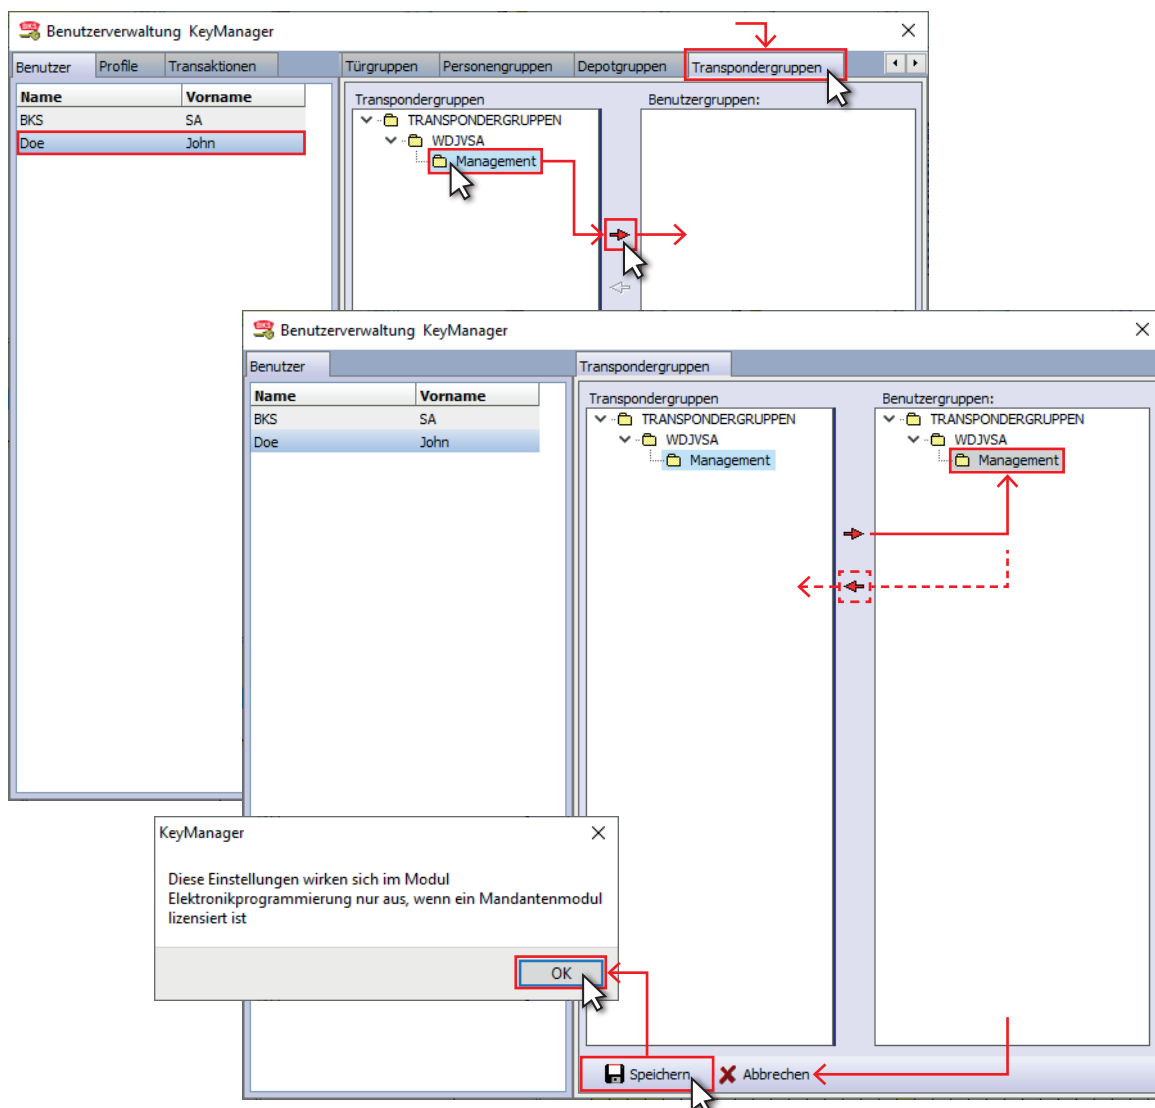 Benutzerverwaltung KeyManager
Benutzer Profile Transaktionen Türgruppen Personengruppen Depotgruppen Transpondergruppen
Name Vorname
BKS SA
Doe John
Transpondergruppen Benutzergruppen:
TRANSPONDERGRUPPEN
WDJVSA
Management
Benutzerverwaltung KeyManager
Benutzer Transpondergruppen
Name Vorname
BKS SA
Doe John
Transpondergruppen Benutzergruppen:
TRANSPONDERGRUPPEN TRANSPONDERGRUPPEN
WDJVSA WDJVSA
Management Management
KeyManager
Diese Einstellungen wirken sich im Modul
Elektronikprogrammierung nur aus, wenn ein Mandantenmodul
lizensiert ist
OK
Speichern Abbrechen